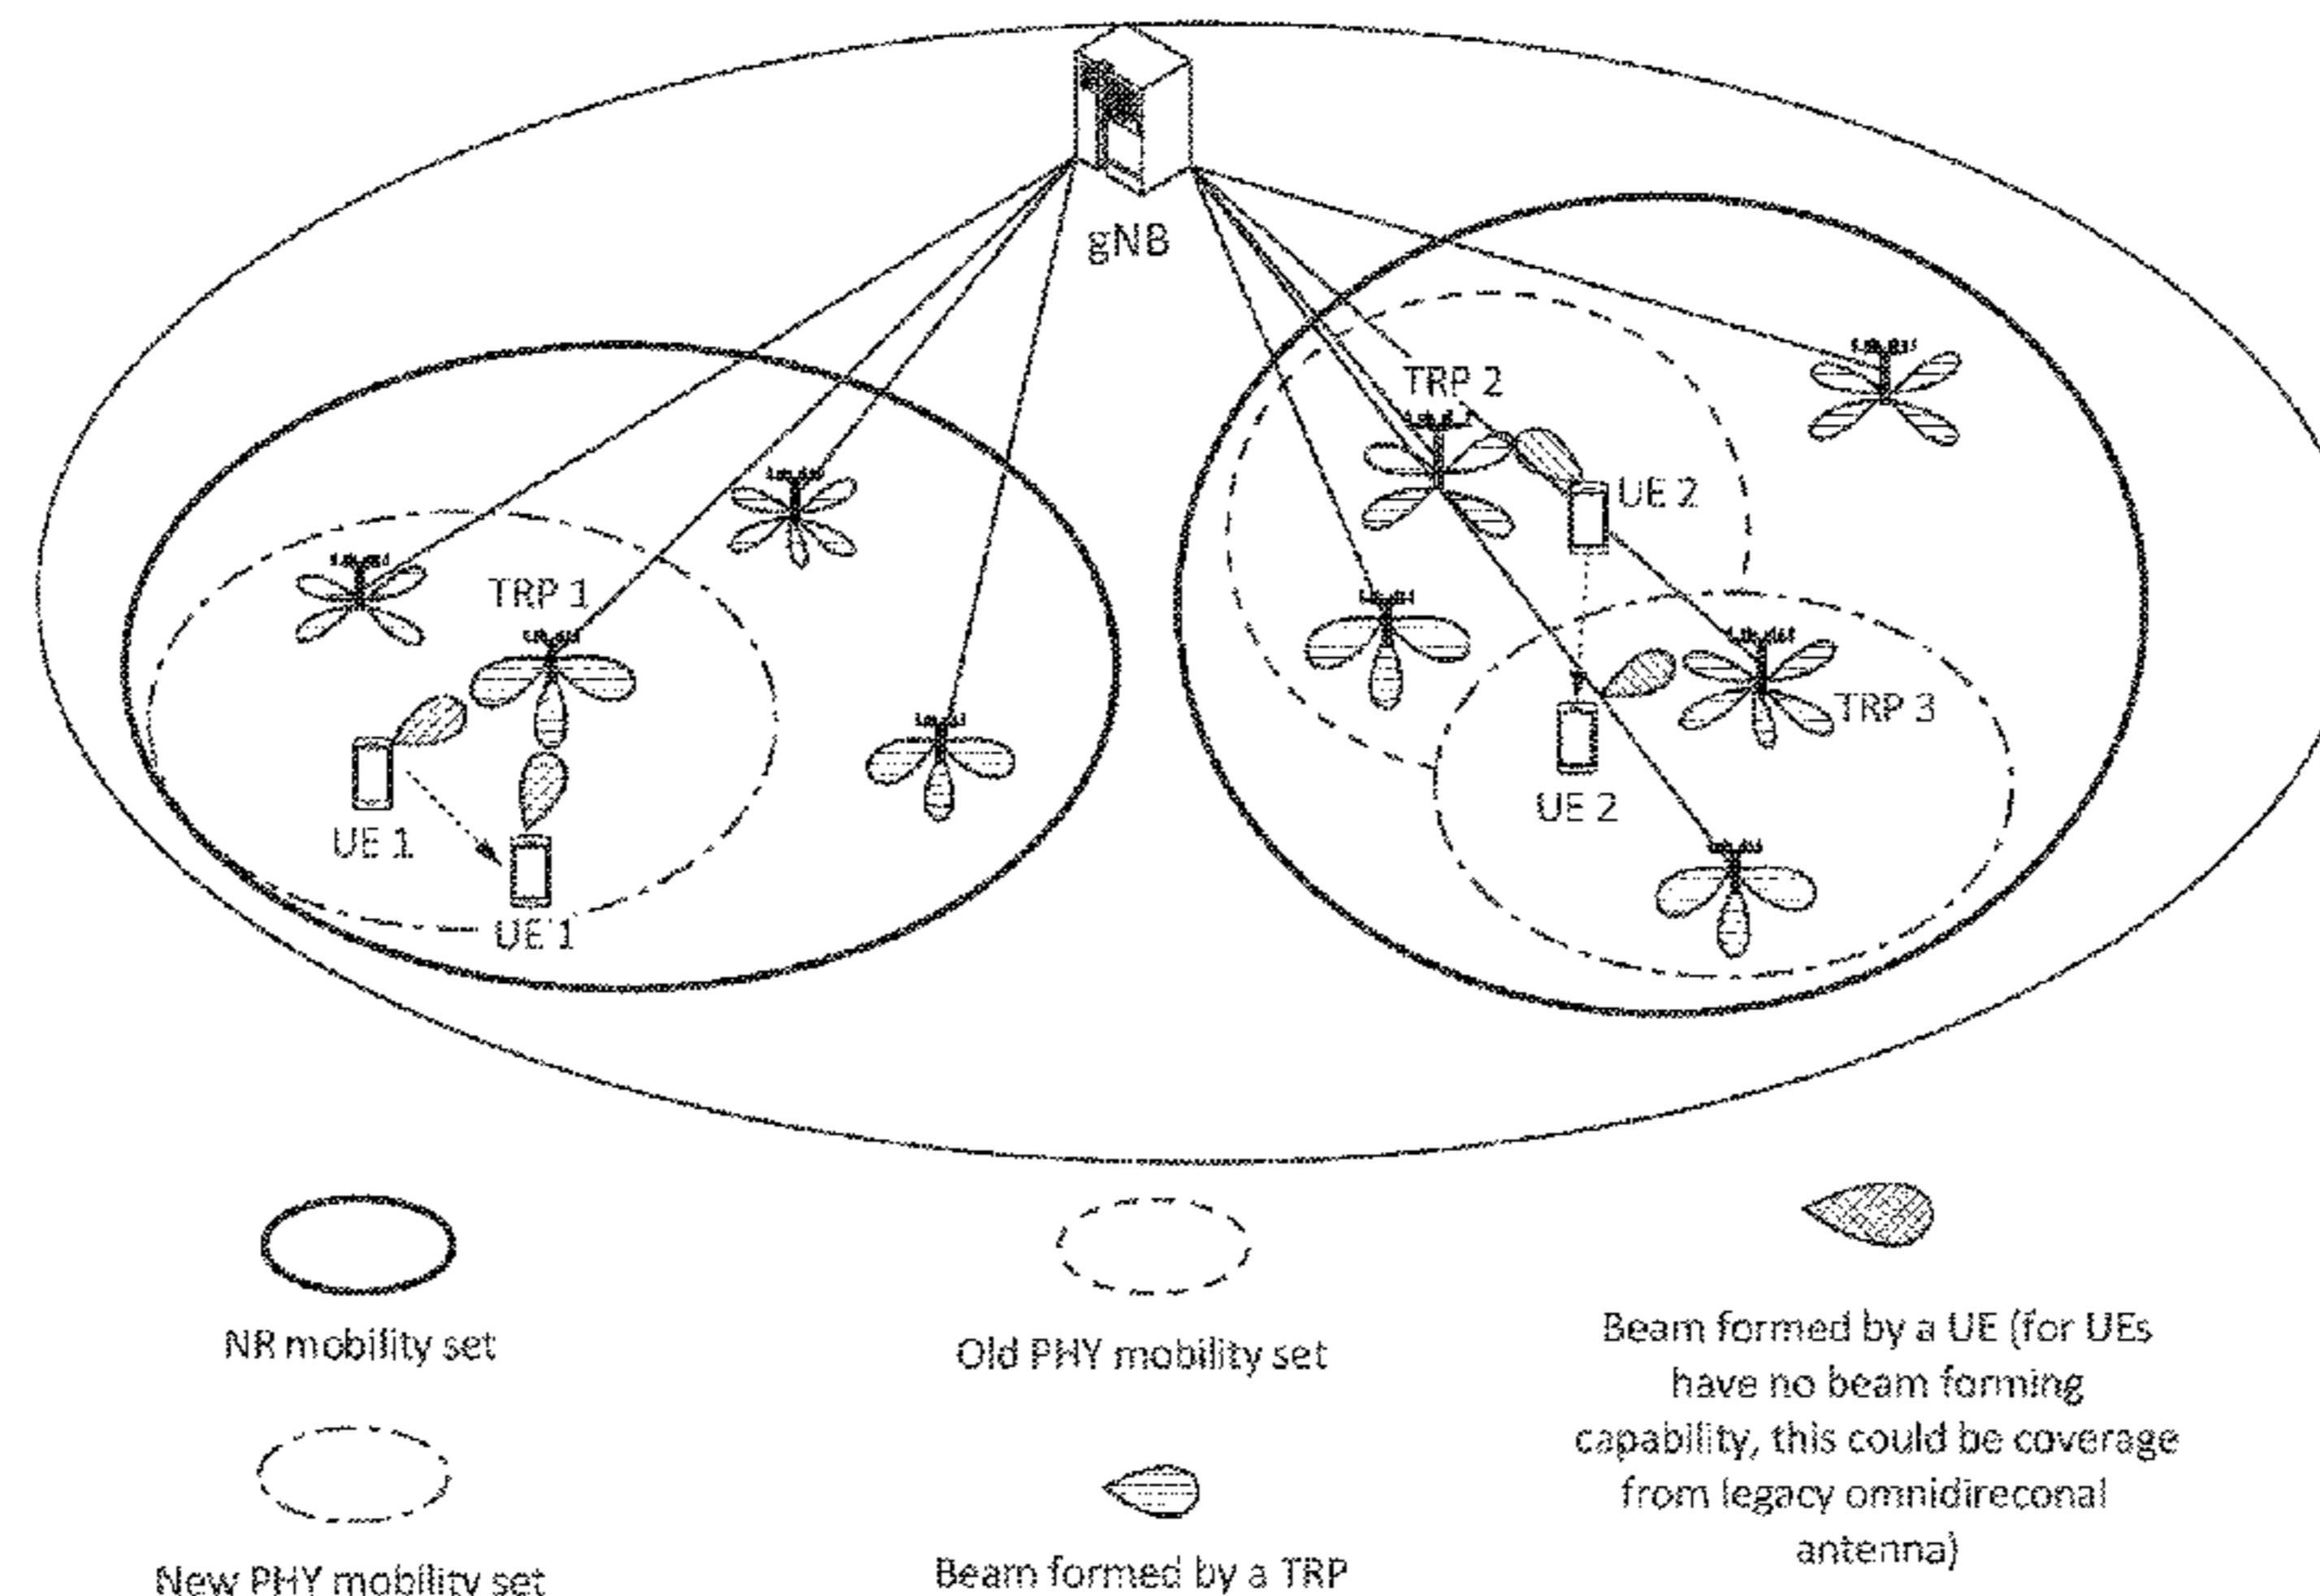 gNB
TRP 2
UE 2
TRP 1
TRP 3
UE 1
UE 2
UE 1
NR mobility set
Old PHY mobility set
Beam formed by a UE (for UEs
have no beam forming
capability, this could be coverage
from legacy omnidireconal
antenna)
New PHY mobility set
Beam formed by a TRP